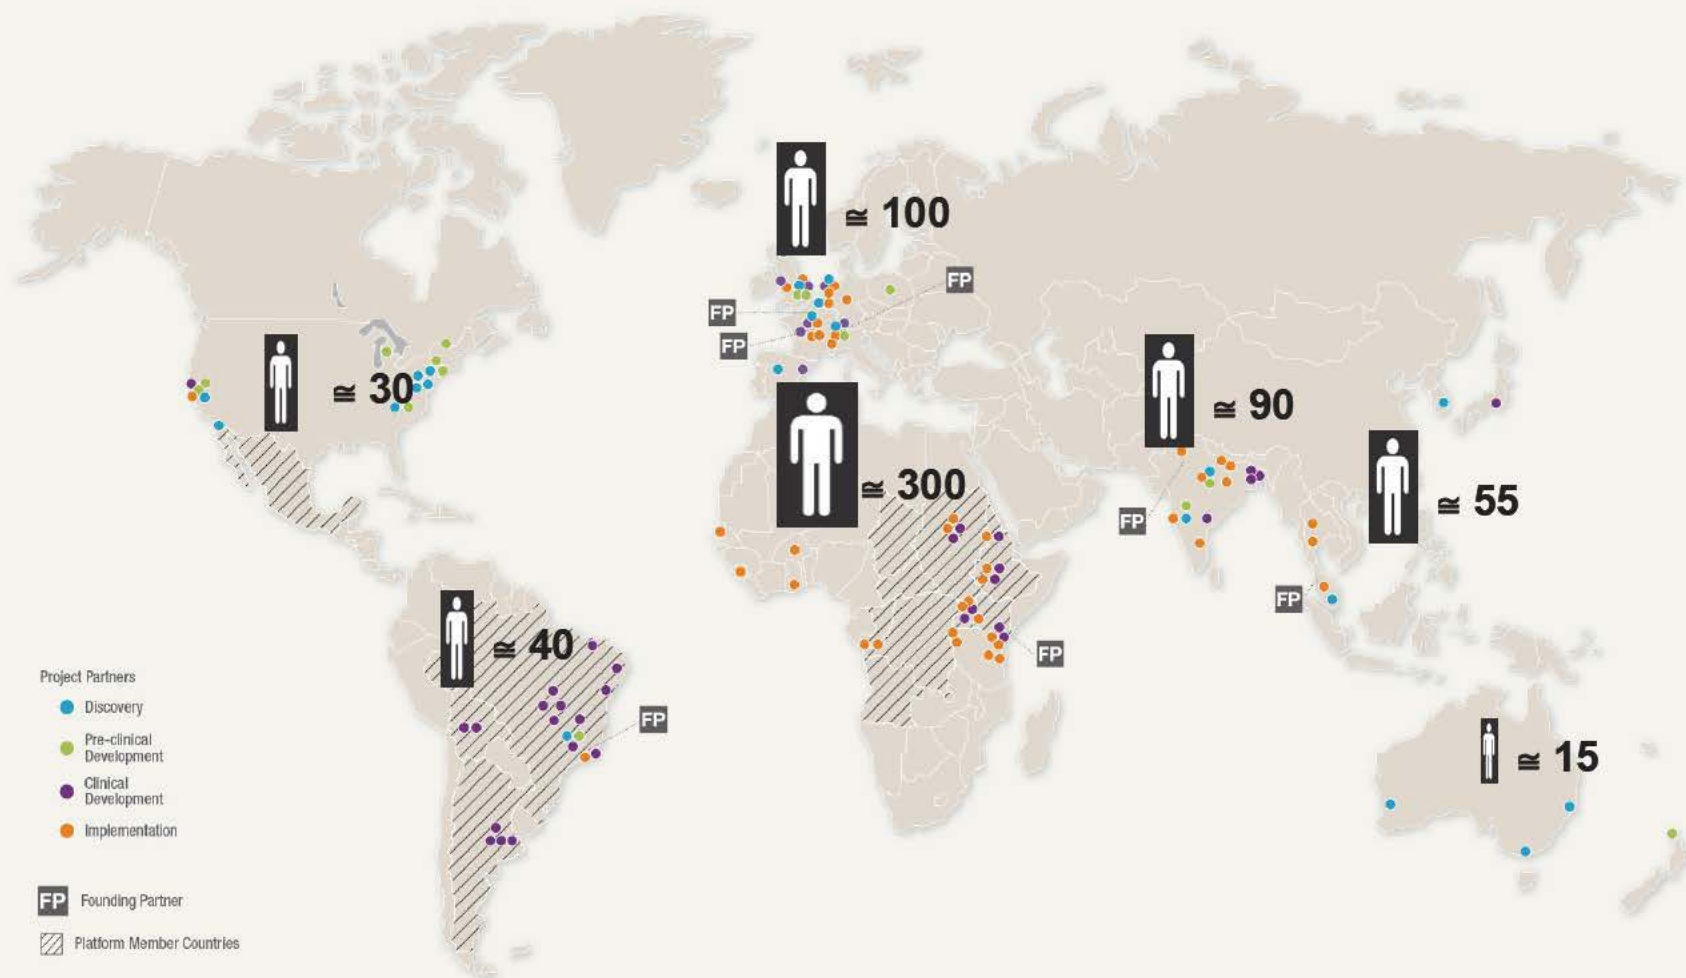 ≅ 100
FP
FP
FP
≅ 30
≅ 90
≅ 300
≅ 55
FP
FP
≅ 40
FP
FP
≅ 15
Project Partners
Discovery
Pre-clinical
Development
Clinical
Development
Implementation
FP Founding Partner
Platform Member Countries